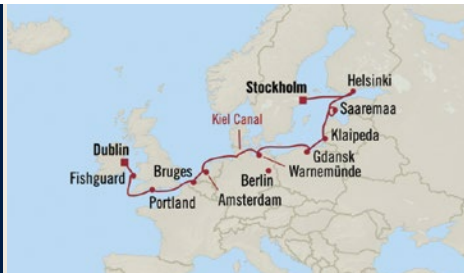 Helsinki
Stockholm
Saaremaa
Kiel Canal
Klaipeda
Dublin
Gdansk
Bruges
Warnemünde
Fishguard
Berlin
Portland
Amsterdam